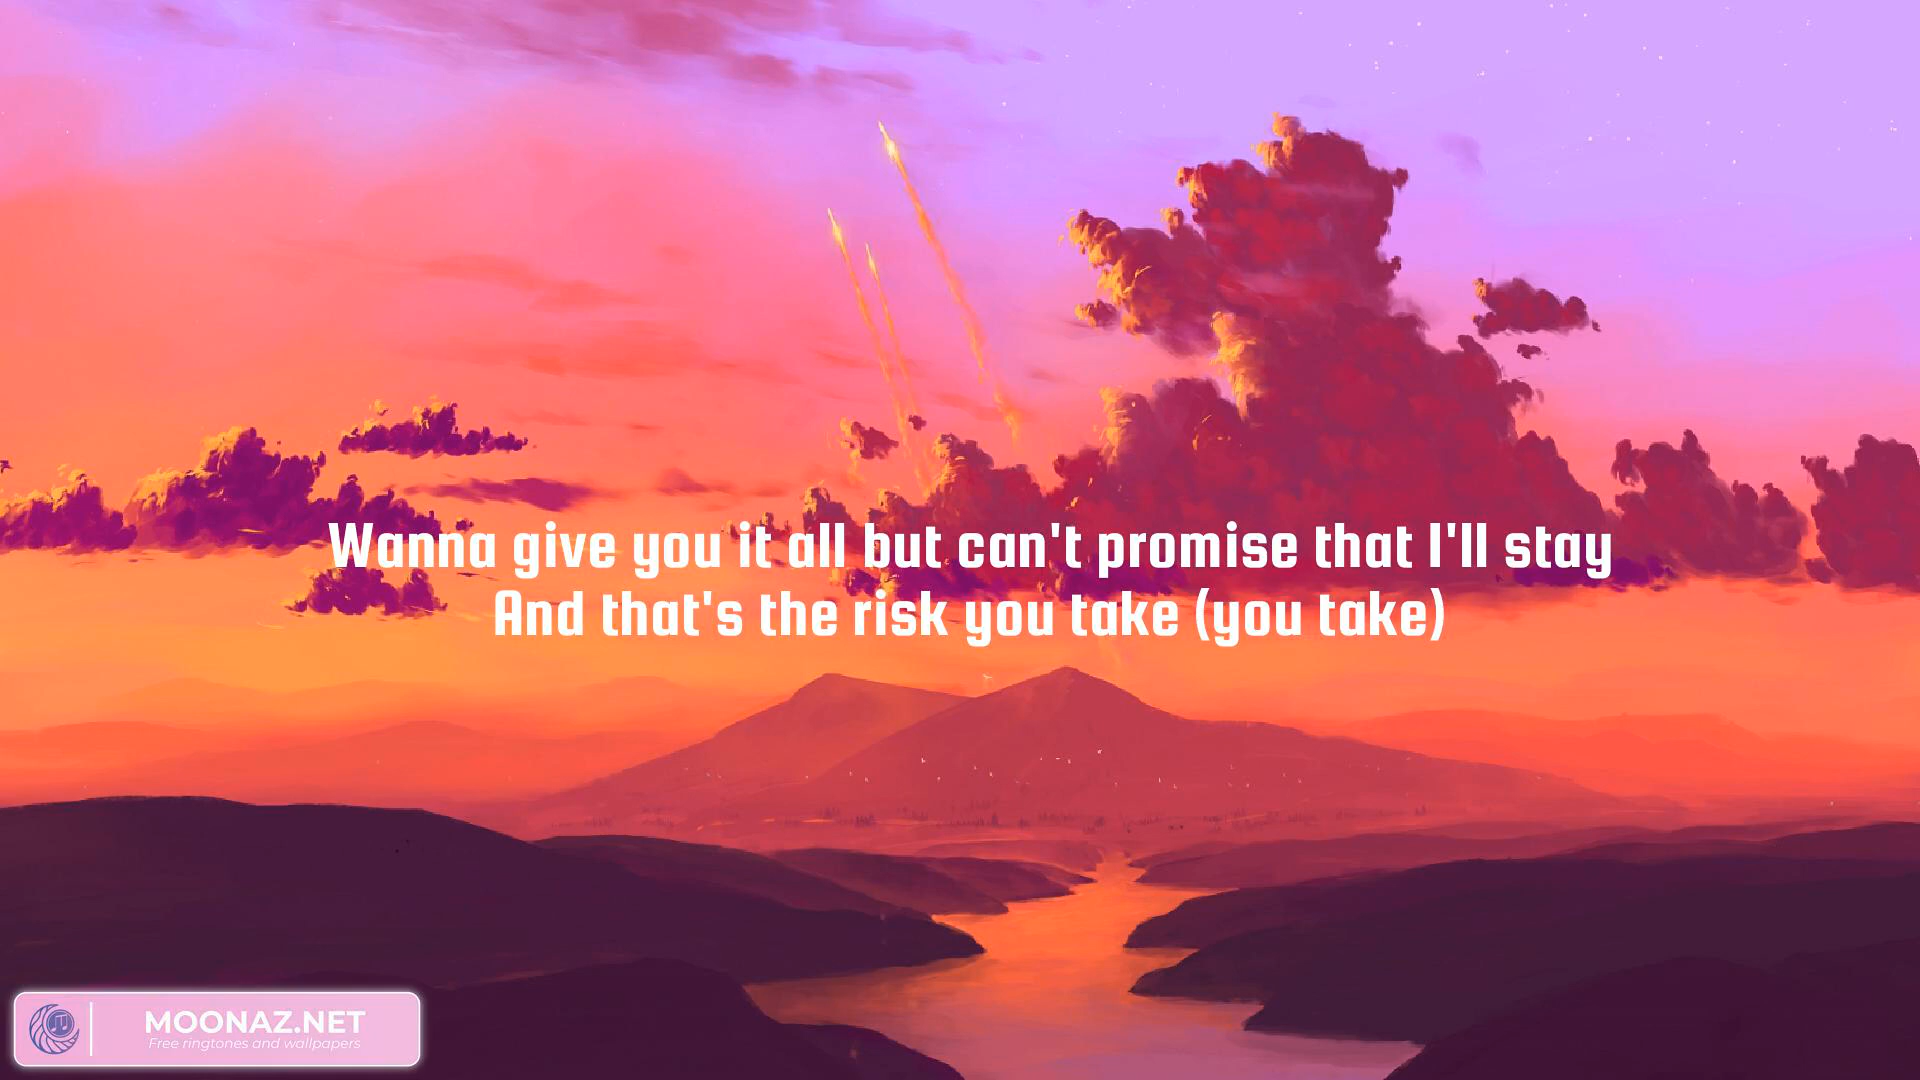 Wanna give you it all but can't promise that I'll stay
And that's the risk you take (you take)
MOONAZ.NET
Free ringtones and wallpapers